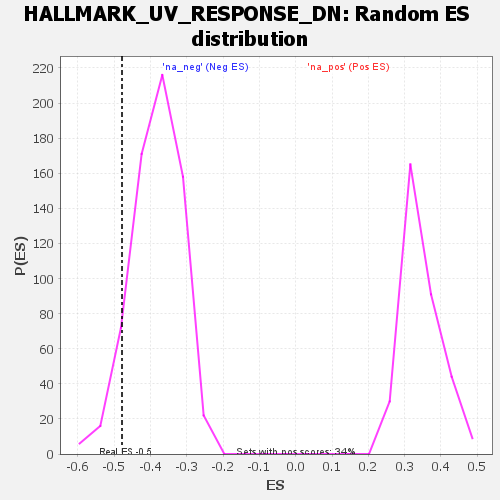 HALLMARK_UV_RESPONSE_DN: Random ES
distribution
'na_neg' (Neg ES)
'na_pos' (Pos ES)
220
200
180
160
140
120
100
80
60
40
20
0
P(ES)
Real ES -0.5
Sets with pos scores: 34%
-0.6 -0.5 -0.4 -0.3 -0.2 -0.1 0.0 0.1 0.2 0.3 0.4 0.5
ES